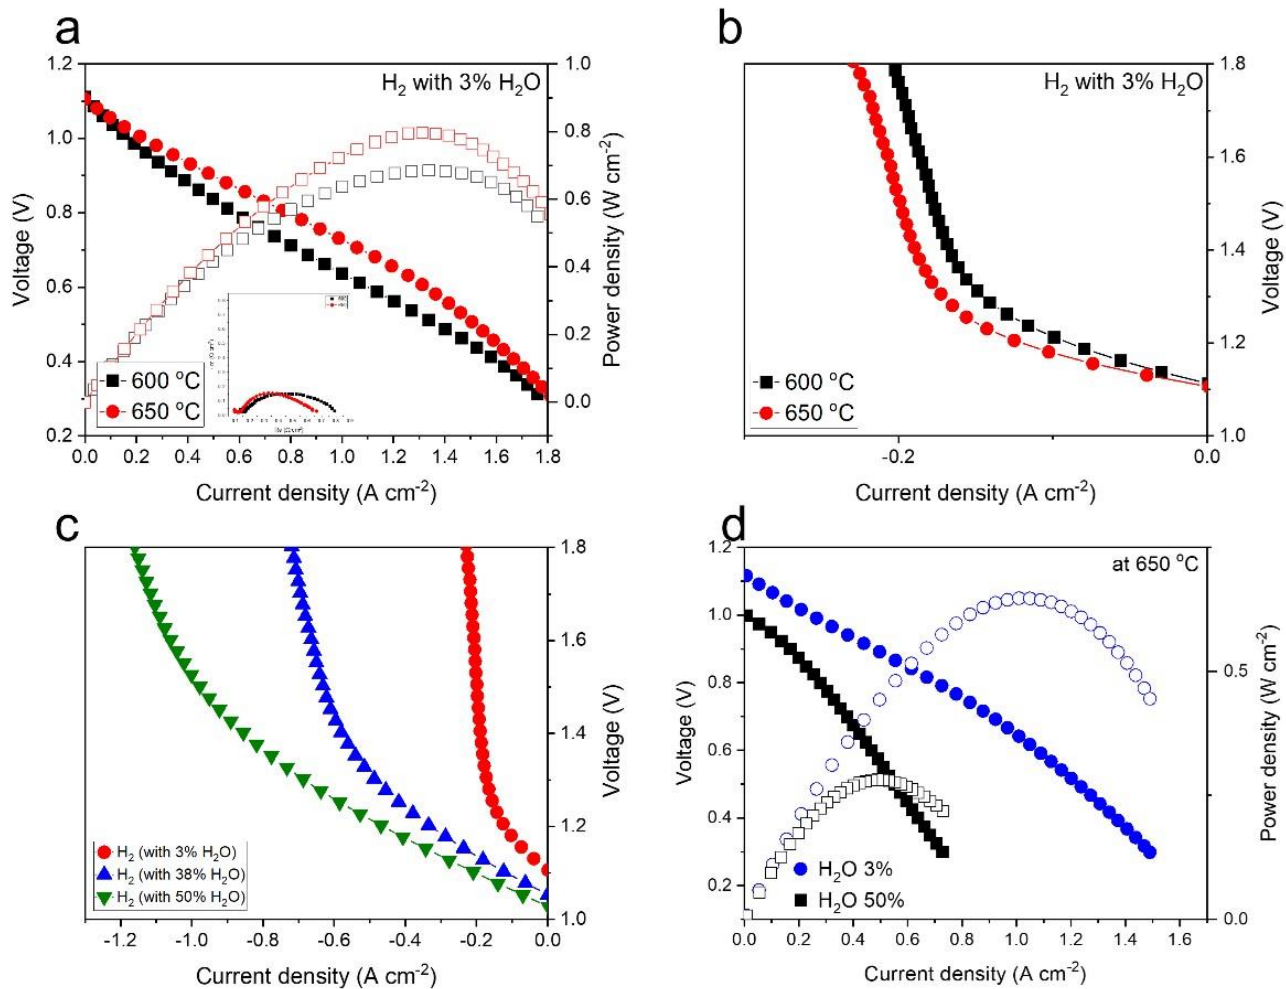 a
H₂ with 3% H₂O
1.2
1.0
0.8
0.6
0.4
0.2
Voltage (V)
1.0
0.8
0.6
0.4
0.2
0.0
Power density (W cm⁻²)
600
600 °C
650 °C
0.0 0.2 0.4 0.6 0.8 1.0 1.2 1.4 1.6 1.8
Current density (A cm⁻²)
b
H₂ with 3% H₂O
1.8
1.6
1.4
1.2
1.0
Voltage (V)
600 °C
650 °C
-0.2 0.0
Current density (A cm⁻²)
c
1.8
1.6
1.4
1.2
1.0
Voltage (V)
H₂ (with 3% H₂O)
H₂ (with 38% H₂O)
H₂ (with 50% H₂O)
-1.2 -1.0 -0.8 -0.6 -0.4 -0.2 0.0
Current density (A cm⁻²)
d
at 650 °C
1.2
1.0
0.8
0.6
0.4
0.2
Voltage (V)
0.5
0.0
Power density (W cm⁻²)
H₂O 3%
H₂O 50%
0.0 0.2 0.4 0.6 0.8 1.0 1.2 1.4 1.6
Current density (A cm⁻²)